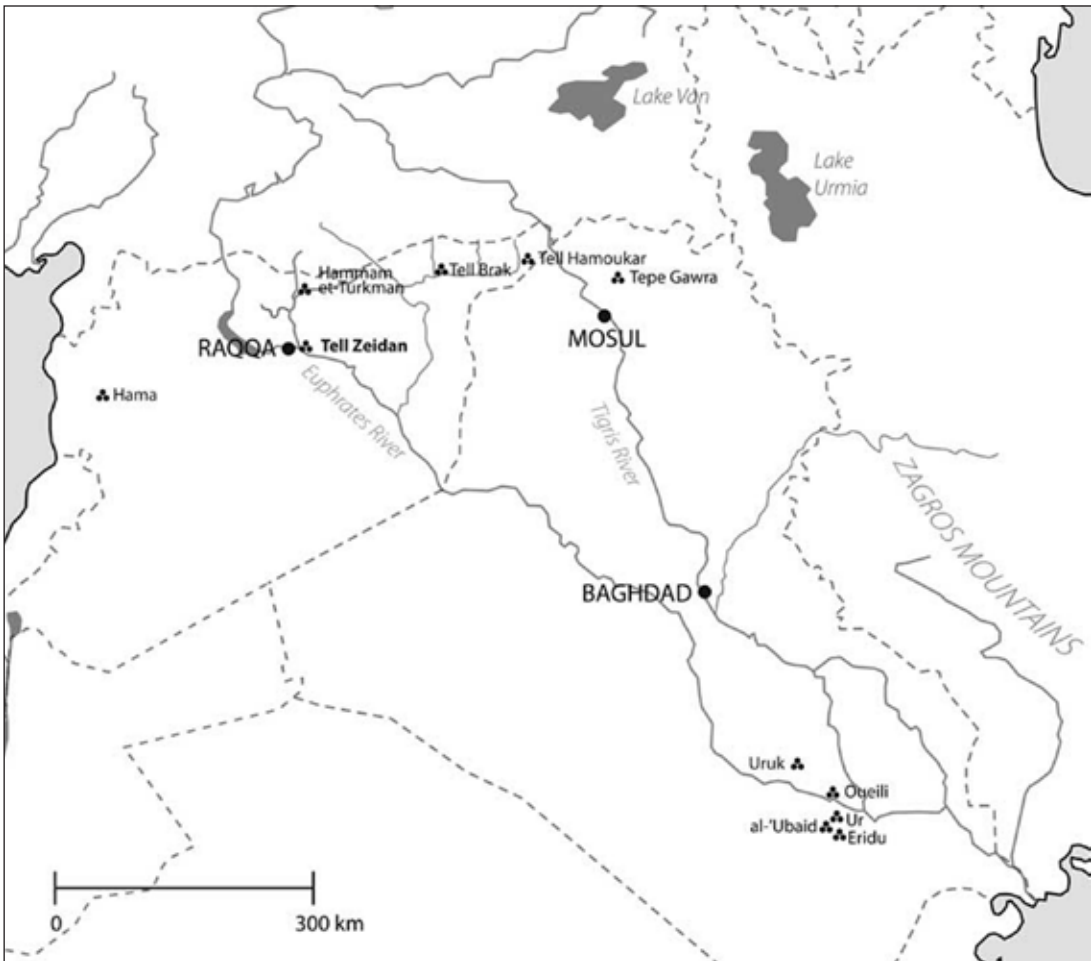 Lake Van
Lake
Urmia
Tell Hamoukar
Tell Brak
Tepe Gawra
Hammam
et-Turkman
MOSUL
RAQQA
Tell Zeidan
Hama
Euphrates River
Tigris River
ZAGROS MOUNTAINS
BAGHDAD
Uruk
Oueili
Ur
al-'Ubaid
Eridu
0
300 km